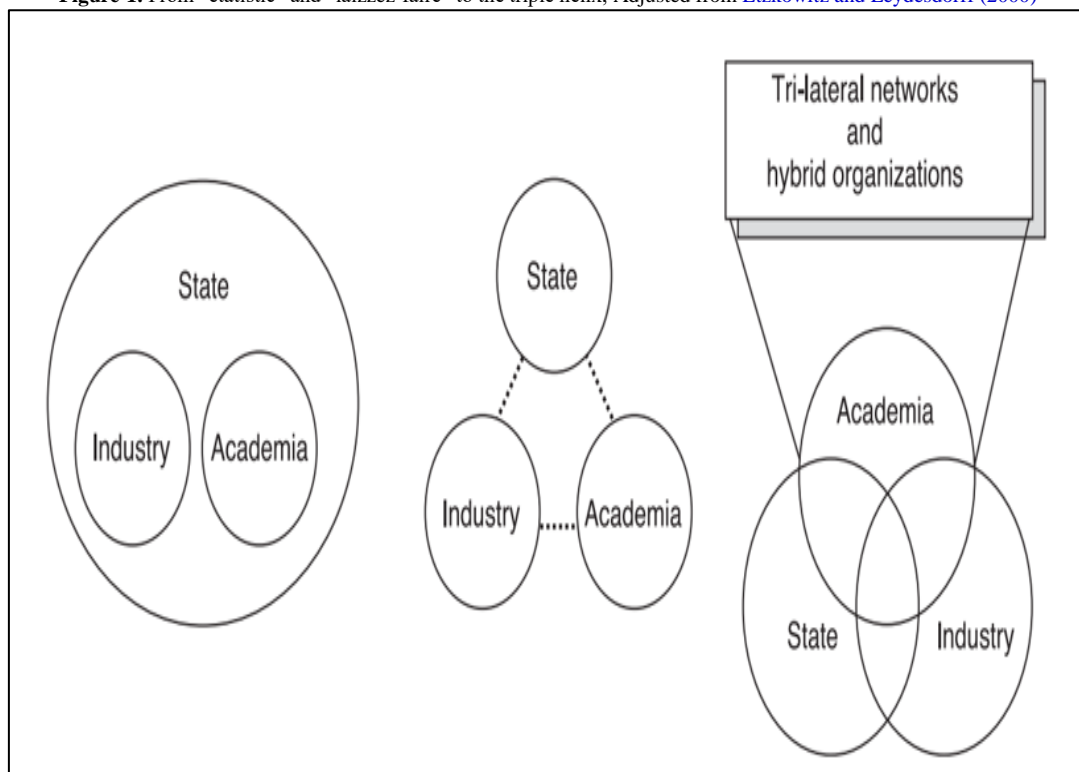 Figure 1. From "etatistic" and "laizzez-faire" to the triple helix, Adjusted from Etzkowitz and Leydesdorff (2000)
State
Industry
Academia
State
Industry
Academia
Tri-lateral networks
and
hybrid organizations
Academia
State
Industry